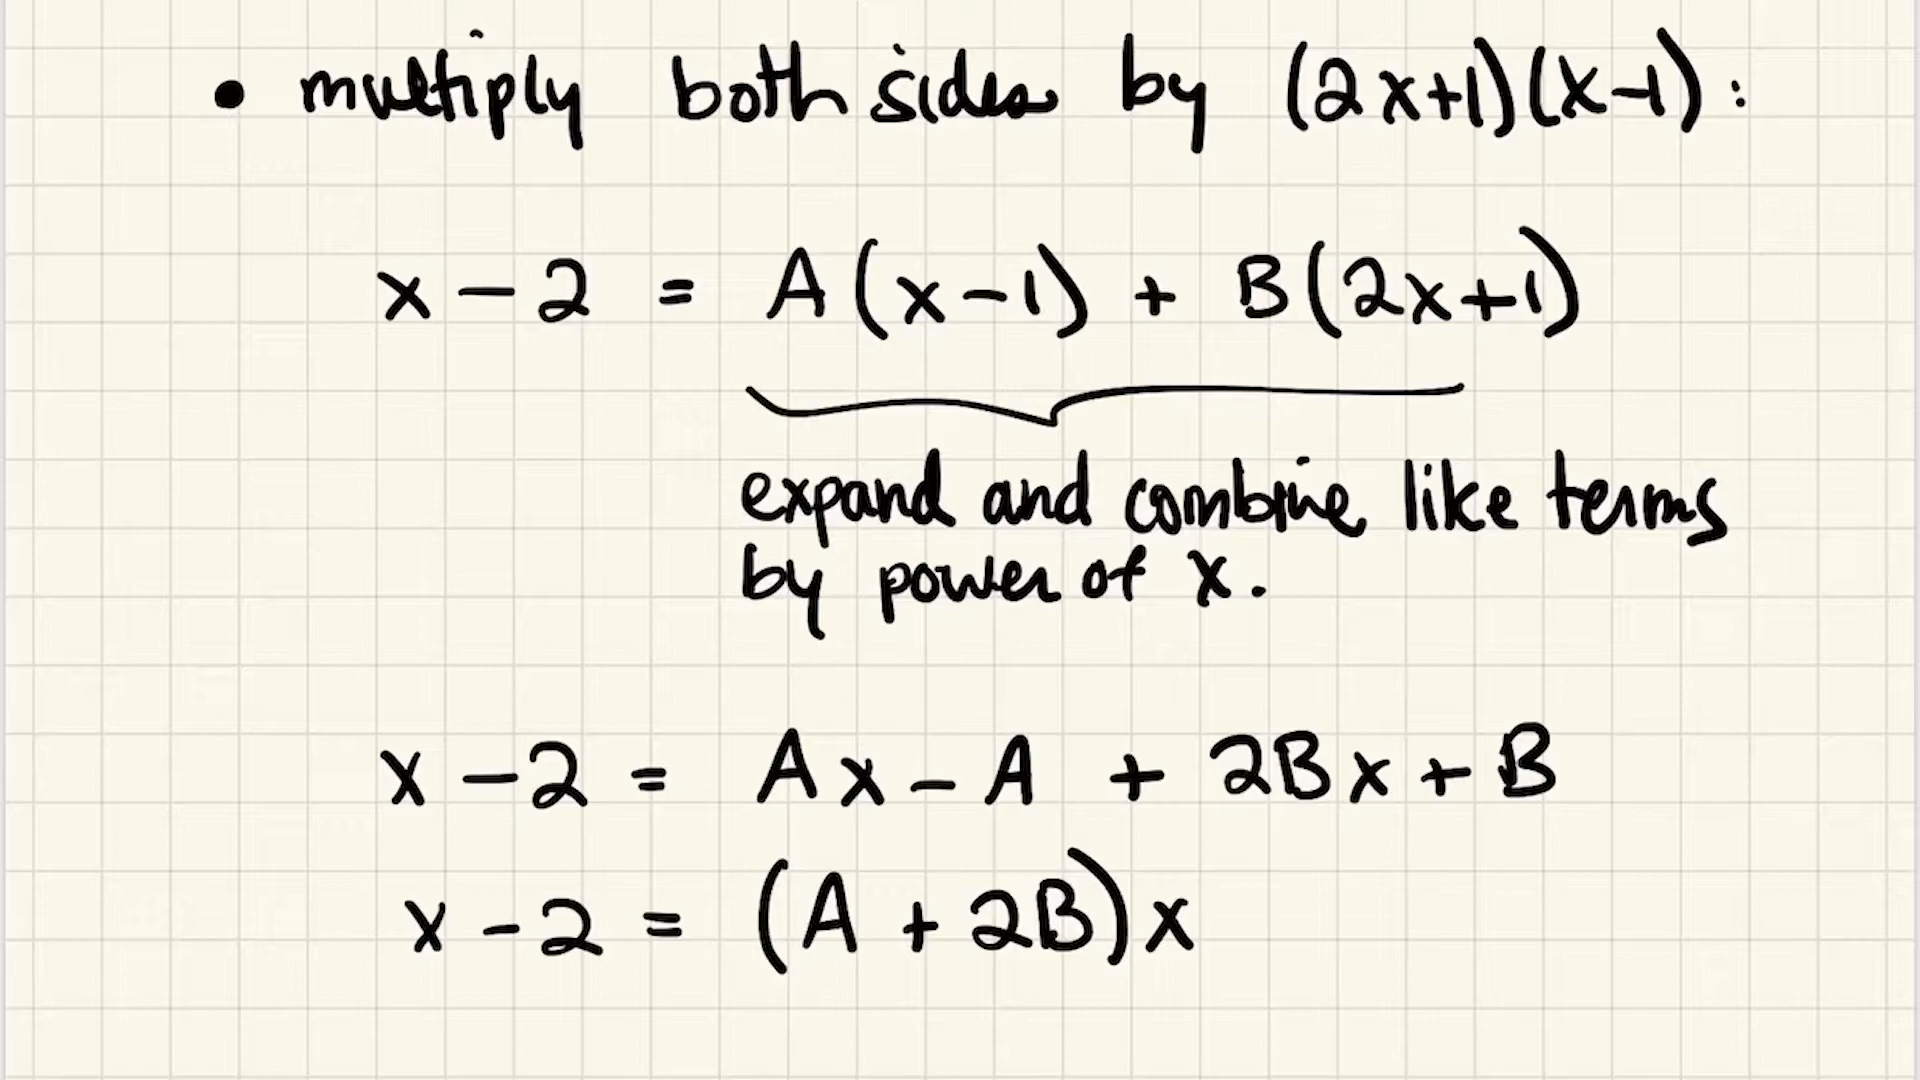 • multiply both sides by (2x+1)(x-1):
x - 2 = A(x-1) + B(2x+1)
expand and combine like terms
by power of x.
x - 2 = Ax - A + 2Bx + B
x - 2 = (A + 2B)x